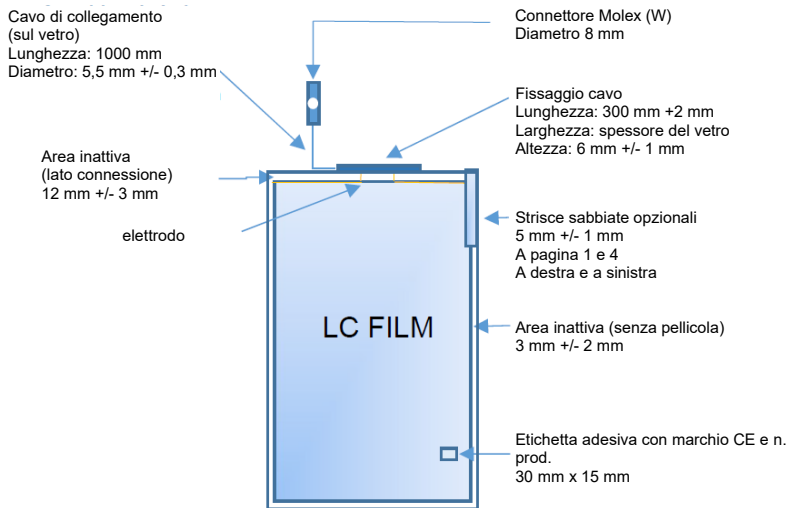 Cavo di collegamento
(sul vetro)
Lunghezza: 1000 mm
Diametro: 5,5 mm +/- 0,3 mm
Connettore Molex (W)
Diametro 8 mm
Fissaggio cavo
Lunghezza: 300 mm +2 mm
Larghezza: spessore del vetro
Altezza: 6 mm +/- 1 mm
Area inattiva
(lato connessione)
12 mm +/- 3 mm
elettrodo
Strisce sabbiate opzionali
5 mm +/- 1 mm
A pagina 1 e 4
A destra e a sinistra
LC FILM
Area inattiva (senza pellicola)
3 mm +/- 2 mm
Etichetta adesiva con marchio CE e n.
prod.
30 mm x 15 mm